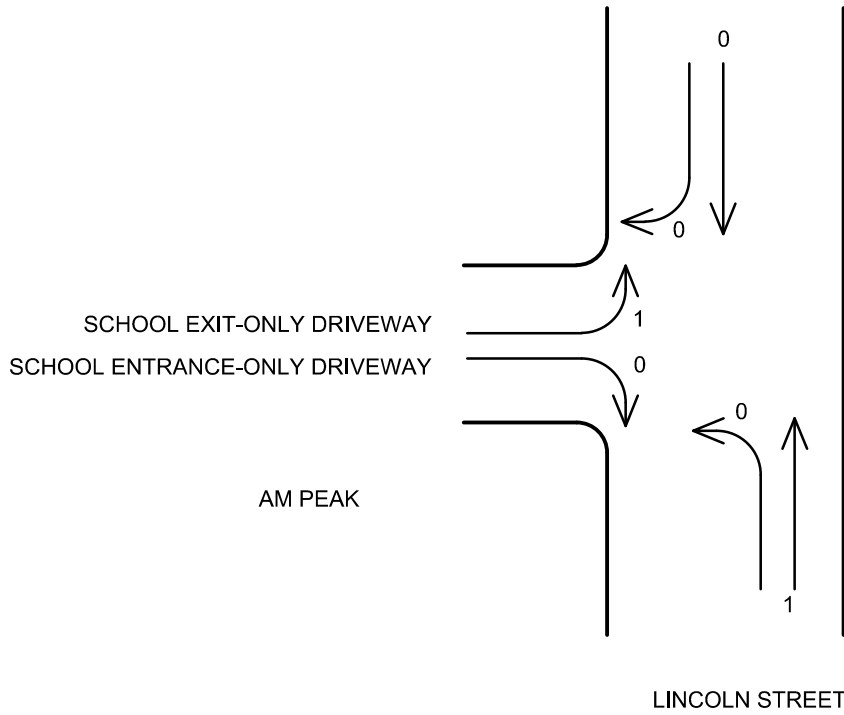 0
0
SCHOOL EXIT-ONLY DRIVEWAY
1
SCHOOL ENTRANCE-ONLY DRIVEWAY
0
0
AM PEAK
1
LINCOLN STREET